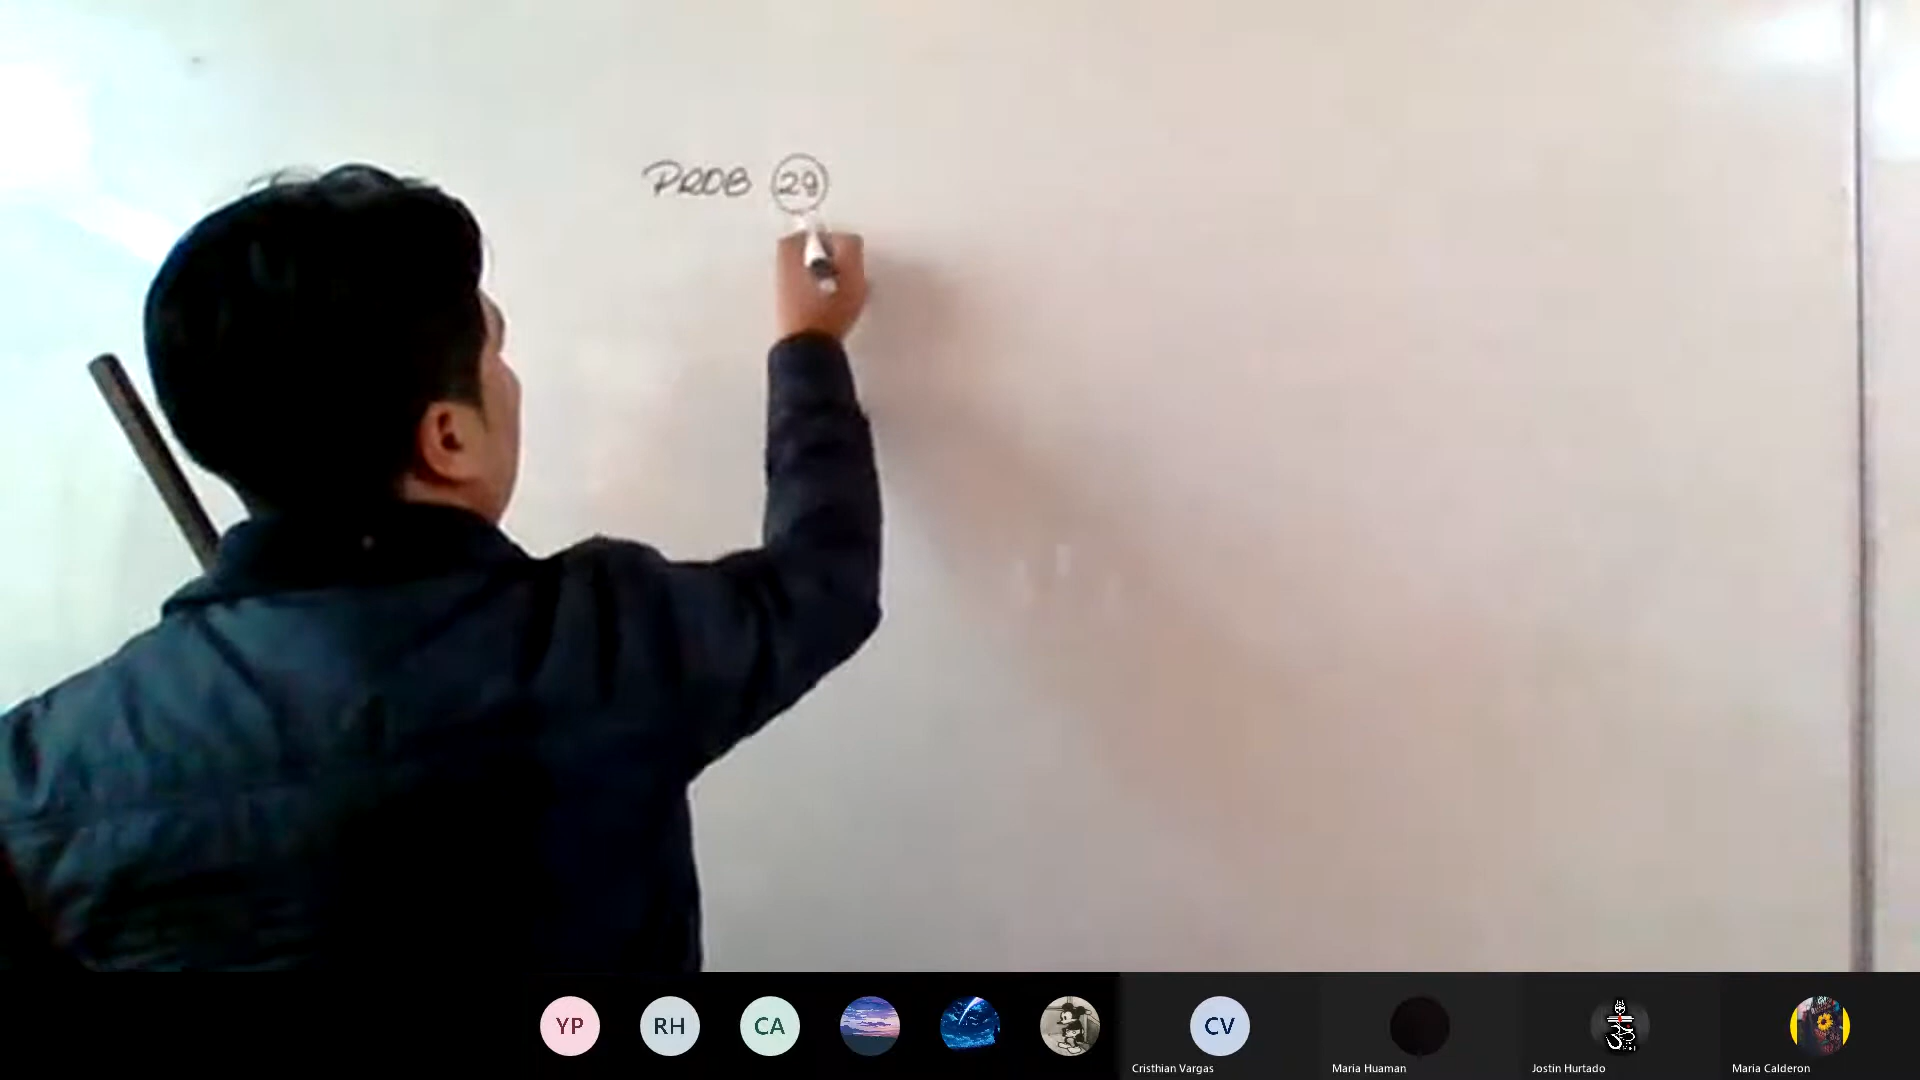 PROB 29
YP RH CA CV
Cristhian Vargas Maria Huaman Jostin Hurtado Maria Calderon